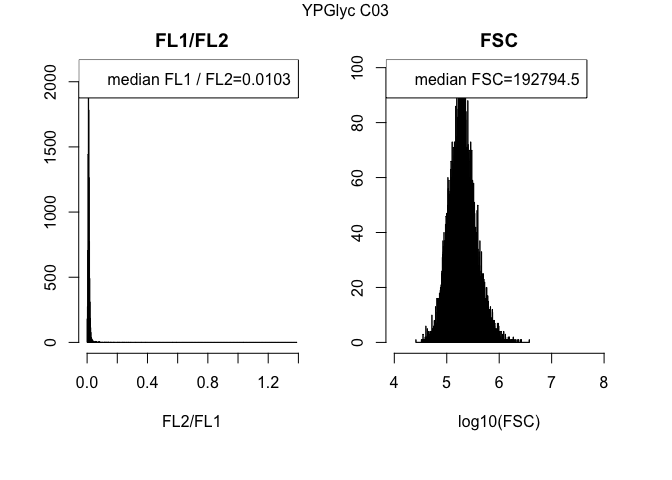 YPGlyc C03
FL1/FL2
median FL1 / FL2=0.0103
0
500
1000
1500
2000
0.0 0.4 0.8 1.2
FL2/FL1
FSC
median FSC=192794.5
0
20
40
60
80
100
4 5 6 7 8
log10(FSC)